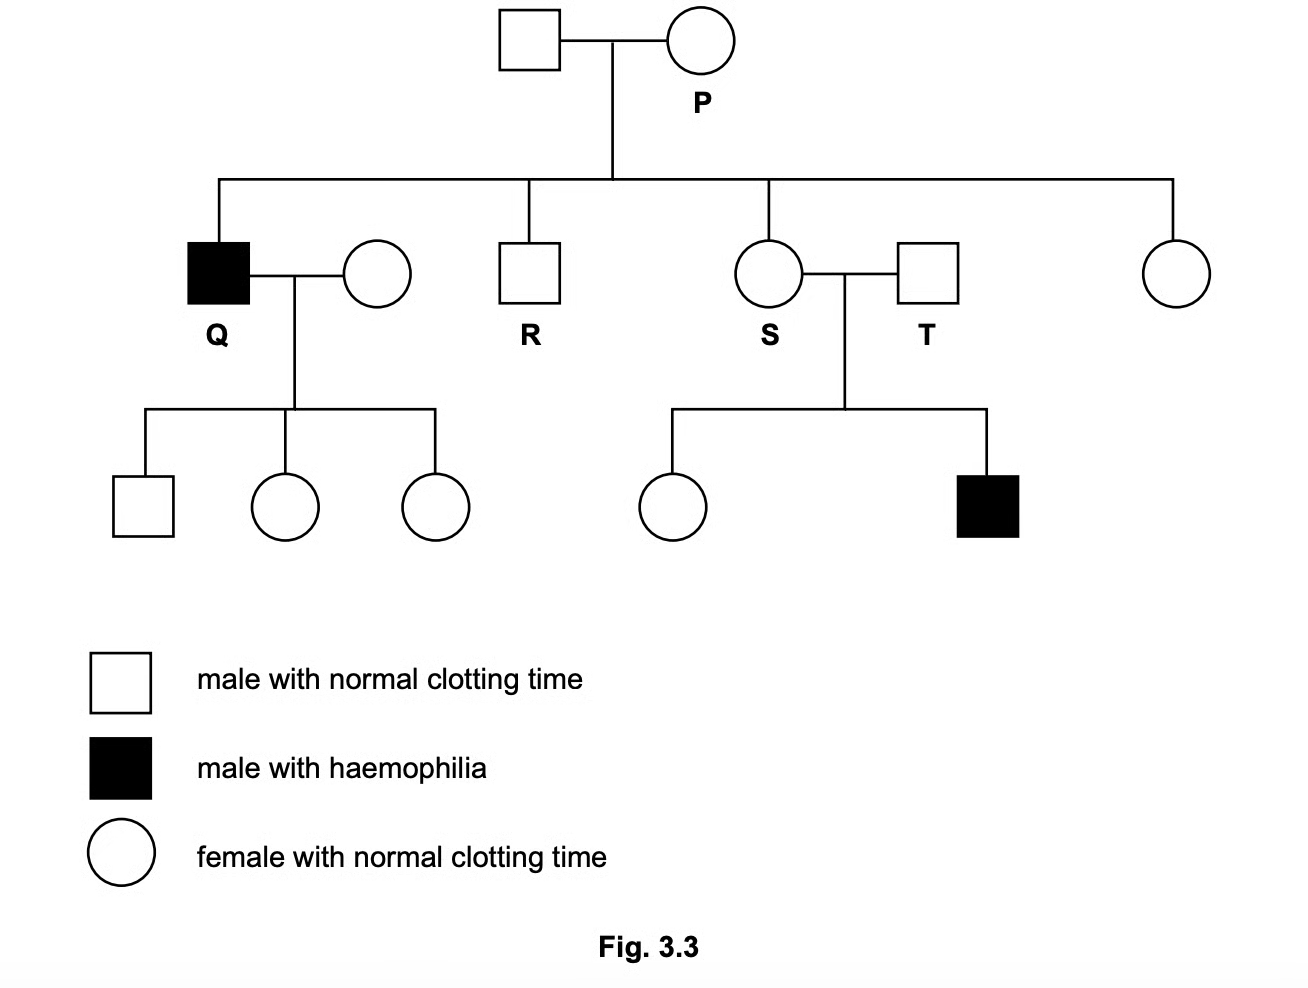 P
Q
R
S
T
male with normal clotting time
male with haemophilia
female with normal clotting time
Fig. 3.3